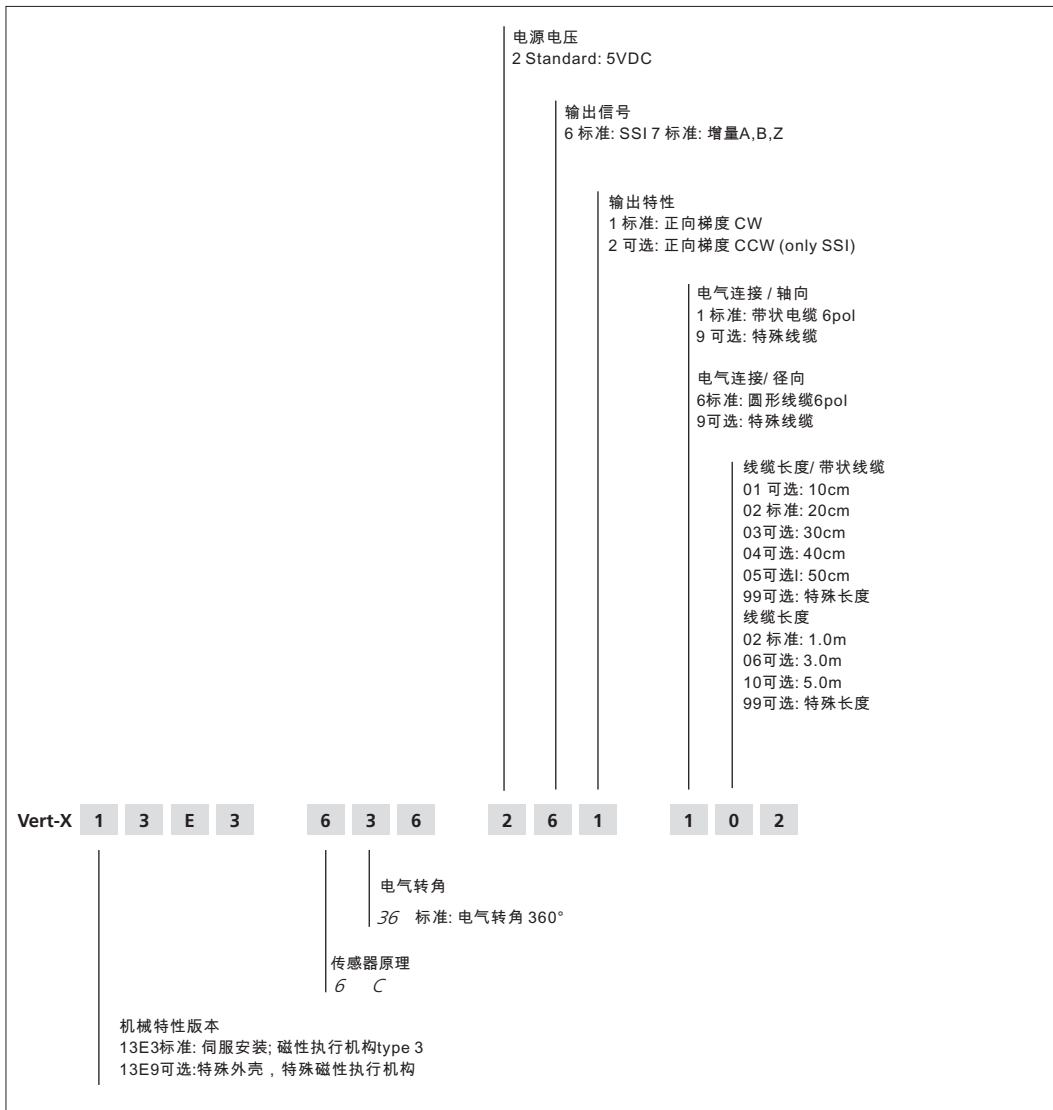 电源电压
2 Standard: 5VDC
输出信号
6 标准: SSI 7 标准: 增量A,B,Z
输出特性
1 标准: 正向梯度 CW
2 可选: 正向梯度 CCW (only SSI)
电气连接 / 轴向
1 标准: 带状电缆 6pol
9 可选: 特殊线缆
电气连接/ 径向
6标准: 圆形线缆6pol
9可选: 特殊线缆
线缆长度/ 带状线缆
01 可选: 10cm
02 标准: 20cm
03可选: 30cm
04可选: 40cm
05可选l: 50cm
99可选: 特殊长度
线缆长度
02 标准: 1.0m
06可选: 3.0m
10可选: 5.0m
99可选: 特殊长度
Vert-X 1 3 E 3 6 3 6 2 6 1 1 0 2
电气转角
36 标准: 电气转角 360°
传感器原理
6 C
机械特性版本
13E3标准: 伺服安装; 磁性执行机构type 3
13E9可选:特殊外壳，特殊磁性执行机构